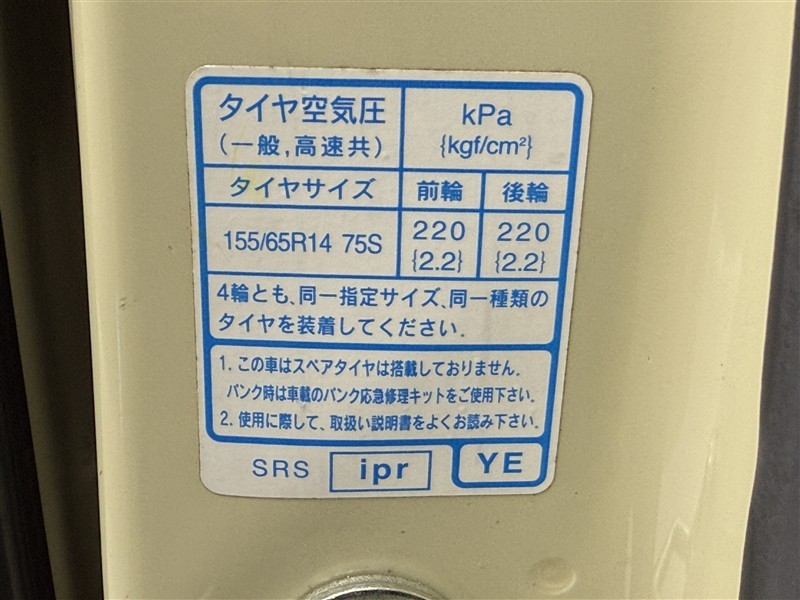 タイヤ空気圧
(一般,高速共)
kPa
{kgf/cm²}
タイヤサイズ 前輪 後輪
155/65R14 75S 220 {2.2} 220 {2.2}
4輪とも、同一指定サイズ、同一種類の
タイヤを装着してください.
1. この車はスペアタイヤは搭載しておりません.
パンク時は車載のパンク応急修理キットをご使用下さい.
2. 使用に際して、取扱い説明書をよくお読み下さい.
SRS ipr YE